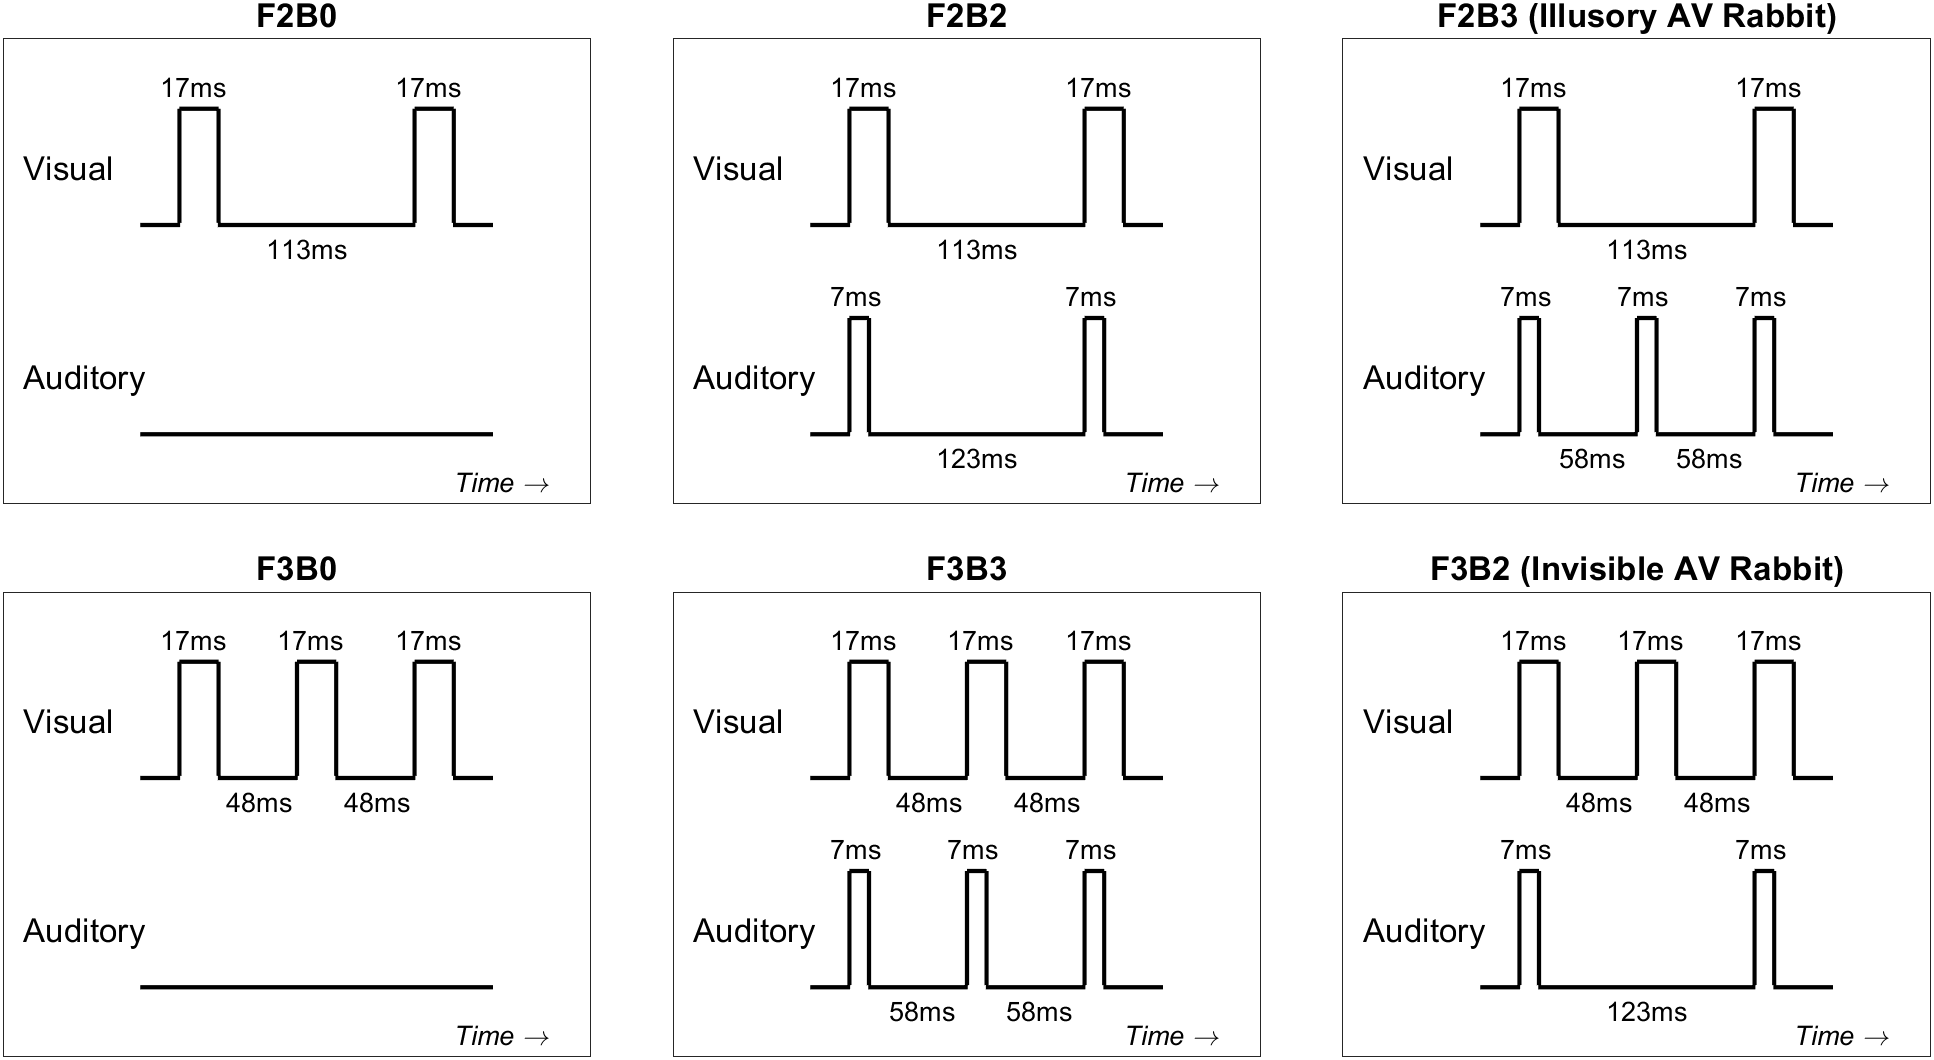 F2B0
17ms 17ms
Visual
113ms
Auditory
Time →
F2B2
17ms 17ms
Visual
113ms
7ms 7ms
Auditory
123ms
Time →
F2B3 (Illusory AV Rabbit)
17ms 17ms
Visual
113ms
7ms 7ms 7ms
Auditory
58ms 58ms
Time →
F3B0
17ms 17ms 17ms
Visual
48ms 48ms
Auditory
Time →
F3B3
17ms 17ms 17ms
Visual
48ms 48ms
7ms 7ms 7ms
Auditory
58ms 58ms
Time →
F3B2 (Invisible AV Rabbit)
17ms 17ms 17ms
Visual
48ms 48ms
7ms 7ms
Auditory
123ms
Time →